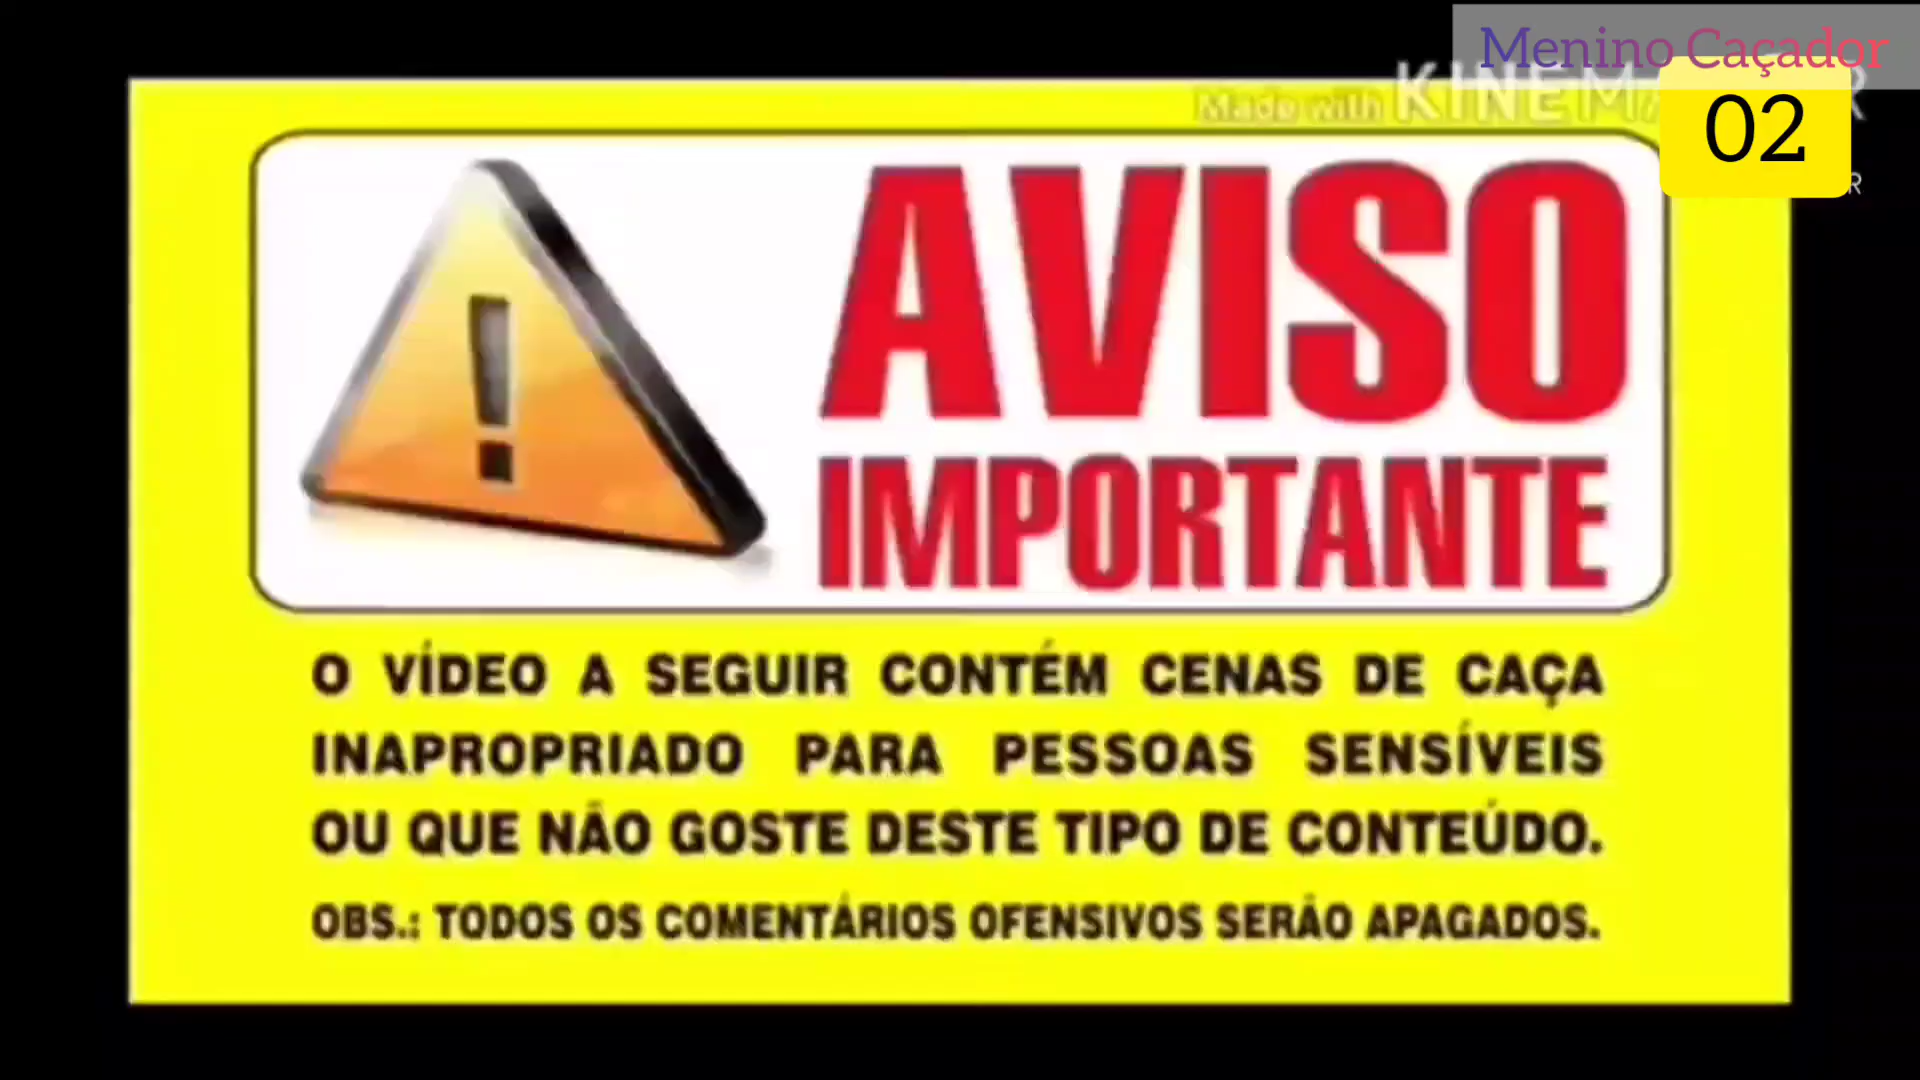 Menino Caçador
Made with KINEM
02
R
AVISO
IMPORTANTE
O VÍDEO A SEGUIR CONTÉM CENAS DE CAÇA
INAPROPRIADO PARA PESSOAS SENSÍVEIS
OU QUE NÃO GOSTE DESTE TIPO DE CONTEÚDO.
OBS.: TODOS OS COMENTÁRIOS OFENSIVOS SERÃO APAGADOS.